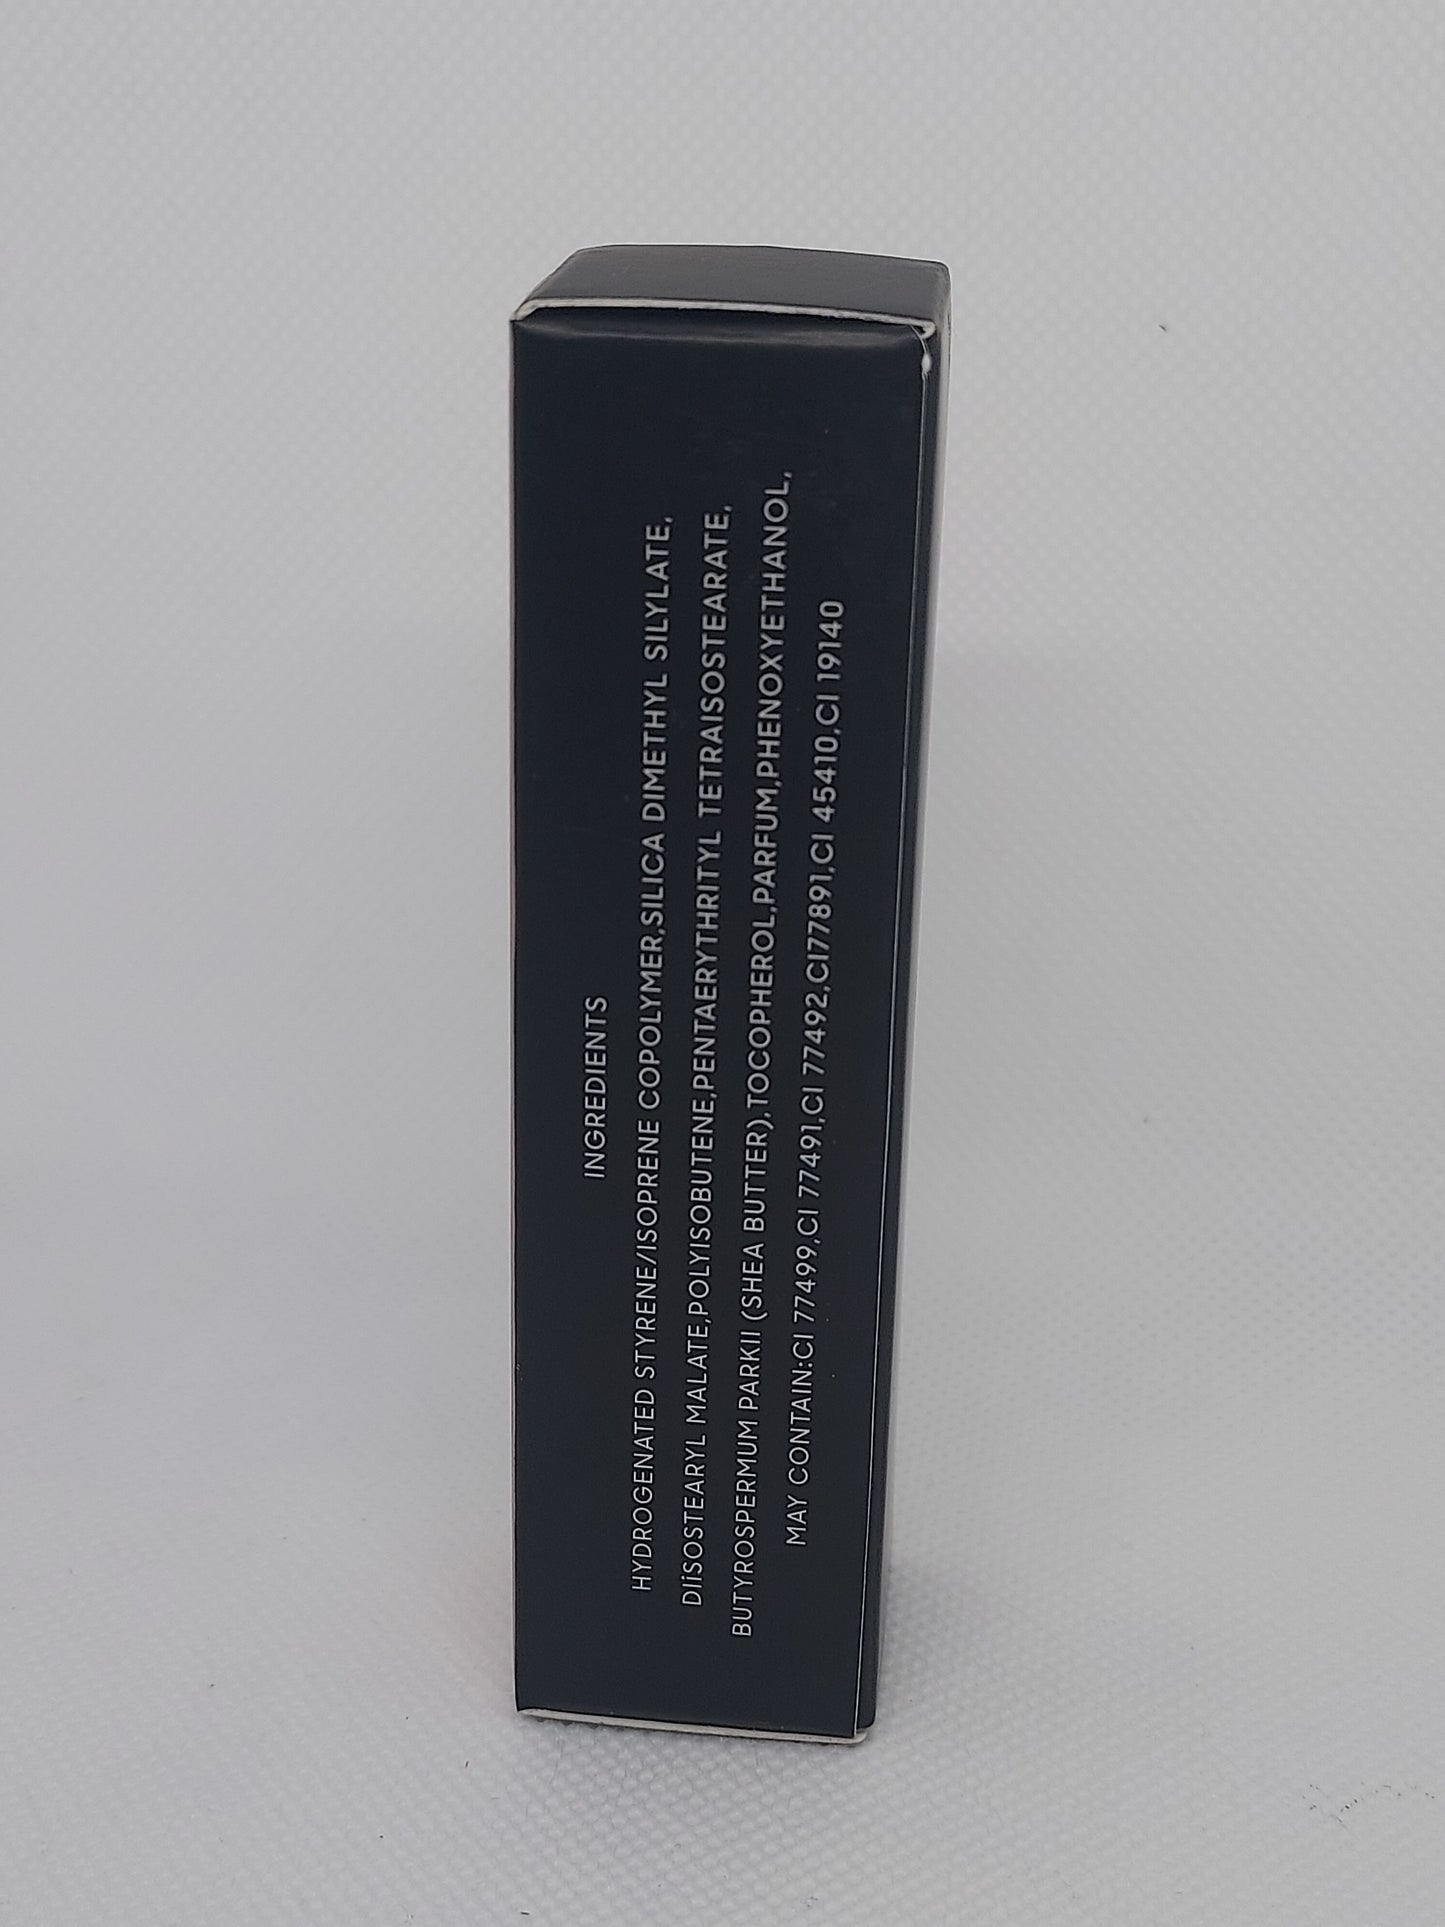 INGREDIENTS
HYDROGENATED STYRENE/ISOPRENE COPOLYMER,SILICA DIMETHYL SILYLATE,
DIiSOSTEARYL MALATE,POLYISOBUTENE,PENTAERYTHRITYL TETRAISOSTEARATE,
BUTYROSPERMUM PARKII (SHEA BUTTER),TOCOPHEROL,PARFUM,PHENOXYETHANOL,
MAY CONTAIN:CI 77499,CI 77491,CI 77492,CI77891,CI 45410,CI 19140